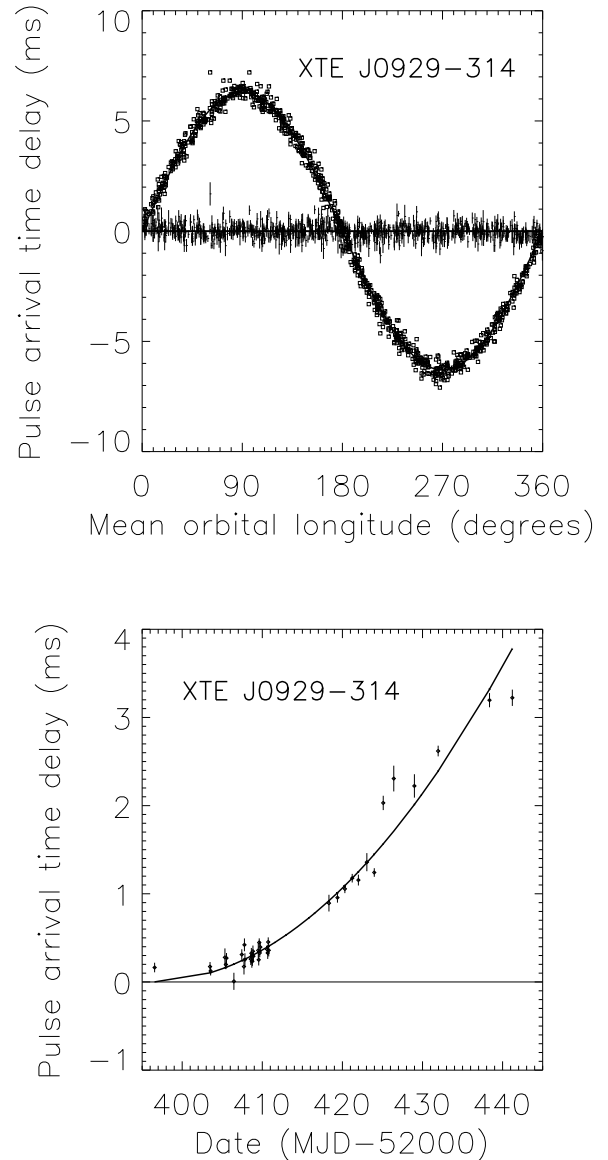 10
5
0
−5
−10
Pulse arrival time delay (ms)
XTE J0929−314
0 90 180 270 360
Mean orbital longitude (degrees)
4
3
2
1
0
−1
Pulse arrival time delay (ms)
XTE J0929−314
400 410 420 430 440
Date (MJD−52000)